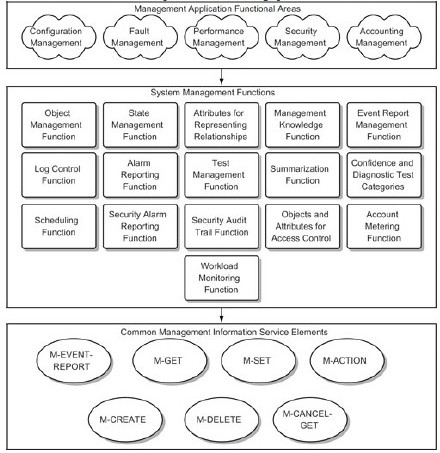 Management Application Functional Areas
Configuration
Management
Fault
Management
Performance
Management
Security
Management
Accounting
Management
System Management Functions
Object
Management
Function
State
Management
Function
Attributes for
Representing
Relationships
Management
Knowledge
Function
Event Report
Management
Function
Log Control
Function
Alarm
Reporting
Function
Test
Management
Function
Summarization
Function
Confidence and
Diagnostic Test
Categories
Scheduling
Function
Security Alarm
Reporting
Function
Security Audit
Trail Function
Objects and
Attributes for
Access Control
Account
Metering
Function
Workload
Monitoring
Function
Common Management Information Service Elements
M-EVENT-
REPORT
M-GET
M-SET
M-ACTION
M-CREATE
M-DELETE
M-CANCEL-
GET